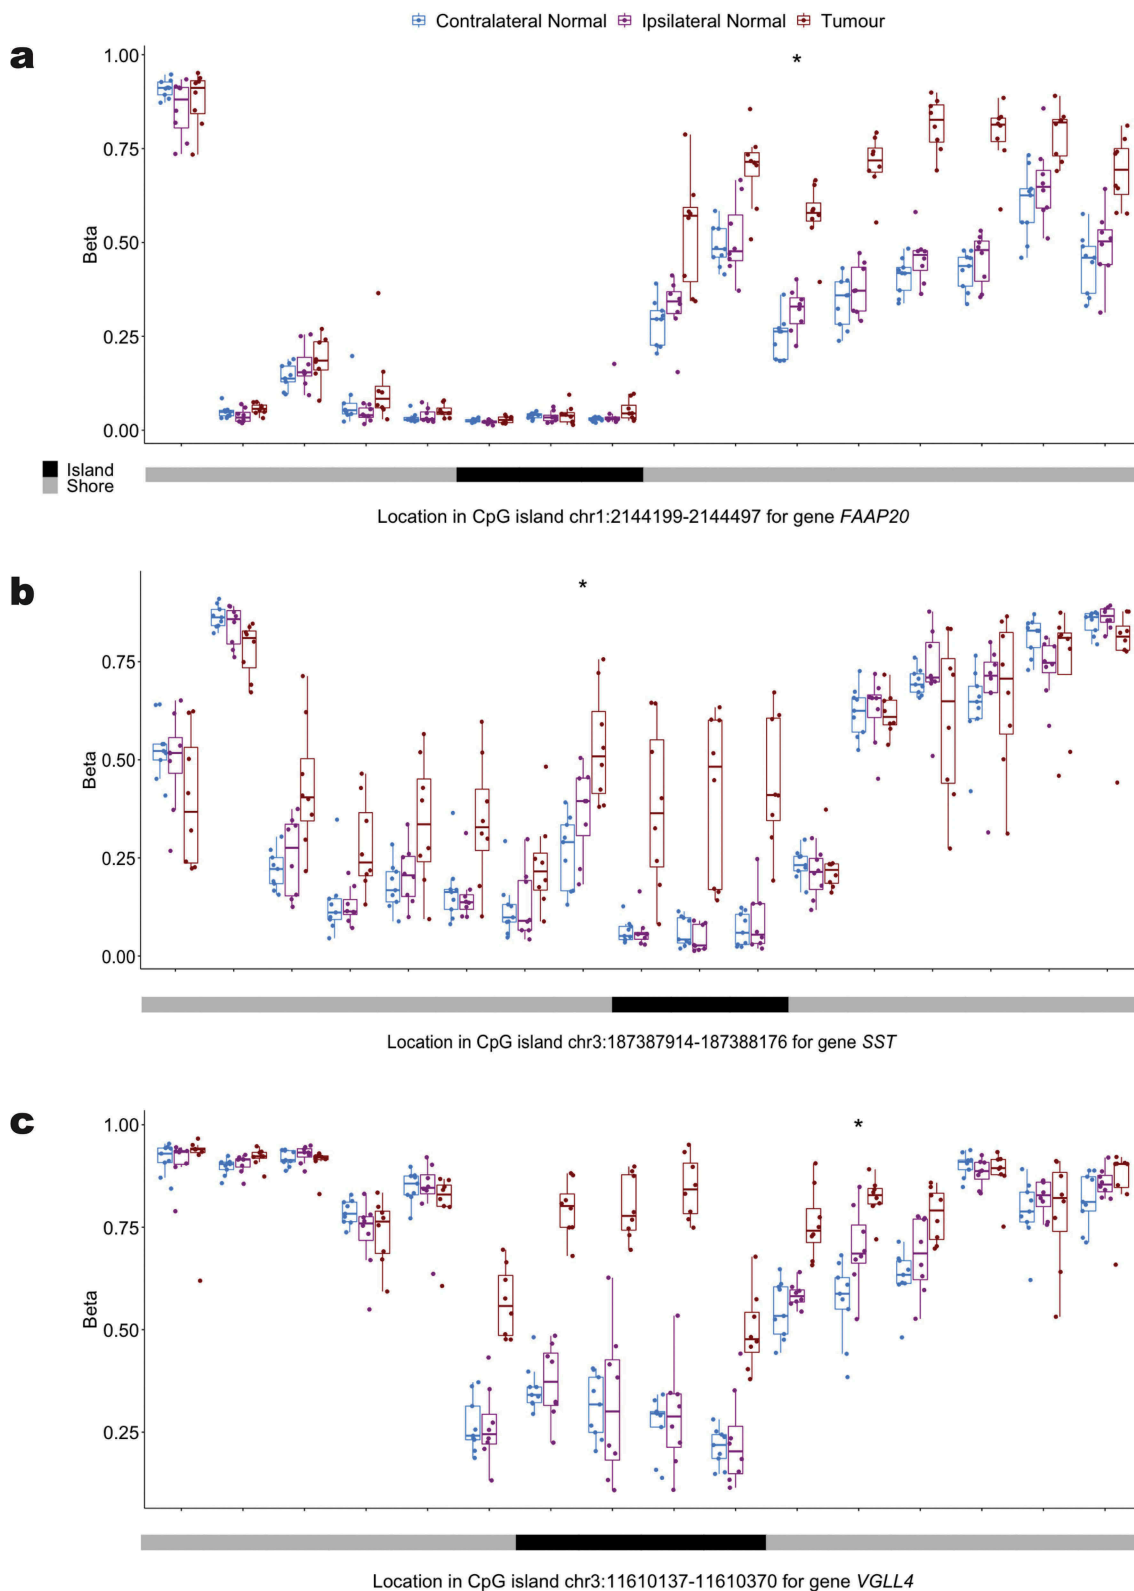 Contralateral Normal Ipsilateral Normal Tumour
a
*
1.00
0.75
0.50
0.25
0.00
Beta
Island
Shore
Location in CpG island chr1:2144199-2144497 for gene FAAP20
b
*
0.75
0.50
0.25
0.00
Beta
Location in CpG island chr3:187387914-187388176 for gene SST
c
*
1.00
0.75
0.50
0.25
Beta
Location in CpG island chr3:11610137-11610370 for gene VGLL4